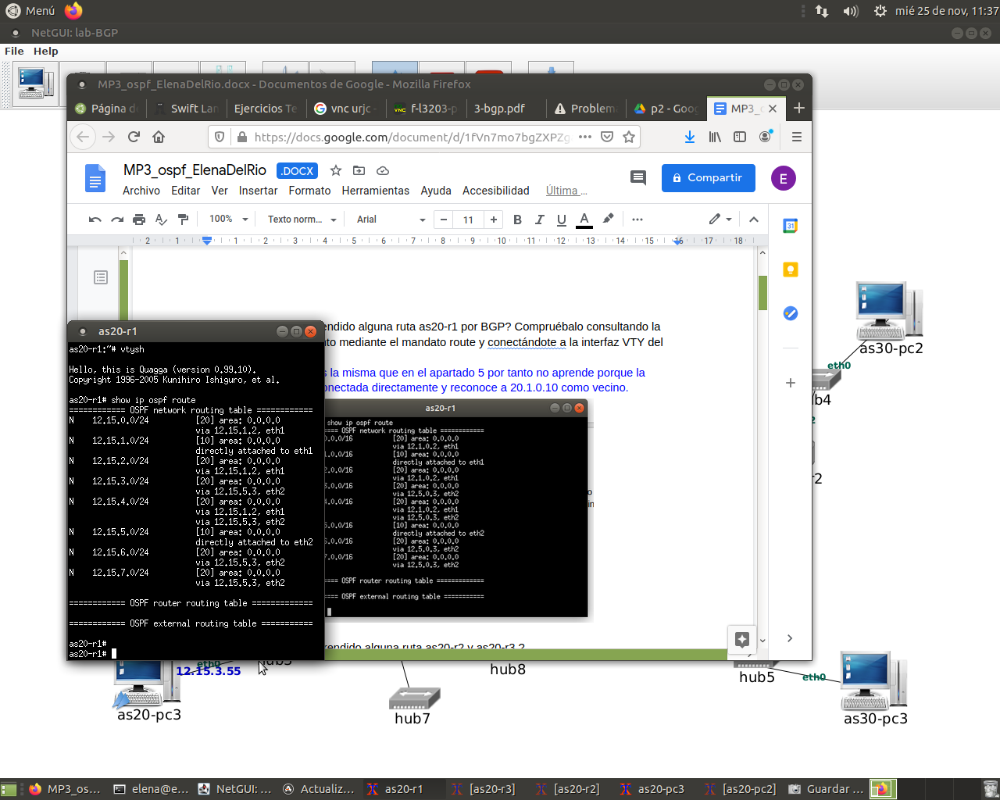 Menú
mié 25 de nov, 11:37
NetGUI: lab-BGP
File Help
MP3_ospf_ElenaDelRio.docx - Documentos de Google - Mozilla Firefox
Página d
Swift Lan
Ejercicios Te
vnc urjc -
f-l3203-p
3-bgp.pdf
Problem
p2 - Goog
MP3_c
https://docs.google.com/document/d/1fVn7mo7bgZXPZg
MP3_ospf_ElenaDelRio .DOCX
Compartir
E
Archivo Editar Ver Insertar Formato Herramientas Ayuda Accesibilidad Última ...
100% Texto norm... Arial 11 B I U A
31
2 1 1 2 3 4 5 6 7 8 9 10 11 12 13 14 15 16 17 18
endido alguna ruta as20-r1 por BGP? Compruébalo consultando la
to mediante el mandato route y conectándote a la interfaz VTY del
s la misma que en el apartado 5 por tanto no aprende porque la
onectada directamente y reconoce a 20.1.0.10 como vecino.
as20-r1
show ip ospf route
==== OSPF network routing table ============
.0.0/16 [20] area: 0.0.0.0
via 12.1.0.2, eth1
.0.0/16 [10] area: 0.0.0.0
directly attached to eth1
2.0.0/16 [20] area: 0.0.0.0
via 12.1.0.2, eth1
3.0.0/16 [20] area: 0.0.0.0
via 12.5.0.3, eth2
4.0.0/16 [20] area: 0.0.0.0
via 12.1.0.2, eth1
via 12.5.0.3, eth2
5.0.0/16 [10] area: 0.0.0.0
directly attached to eth2
6.0.0/16 [20] area: 0.0.0.0
via 12.5.0.3, eth2
7.0.0/16 [20] area: 0.0.0.0
via 12.5.0.3, eth2
==== OSPF router routing table =============
==== OSPF external routing table ===========
endido alguna ruta as20-r2 y as20-r3 ?
as20-r1
as20-r1:~# vtysh
Hello, this is Quagga (version 0.99.10).
Copyright 1996-2005 Kunihiro Ishiguro, et al.
as20-r1# show ip ospf route
============ OSPF network routing table ============
N 12.15.0.0/24 [20] area: 0.0.0.0
via 12.15.1.2, eth1
N 12.15.1.0/24 [10] area: 0.0.0.0
directly attached to eth1
N 12.15.2.0/24 [20] area: 0.0.0.0
via 12.15.1.2, eth1
N 12.15.3.0/24 [20] area: 0.0.0.0
via 12.15.5.3, eth2
N 12.15.4.0/24 [20] area: 0.0.0.0
via 12.15.1.2, eth1
via 12.15.5.3, eth2
N 12.15.5.0/24 [10] area: 0.0.0.0
directly attached to eth2
N 12.15.6.0/24 [20] area: 0.0.0.0
via 12.15.5.3, eth2
N 12.15.7.0/24 [20] area: 0.0.0.0
via 12.15.5.3, eth2
============ OSPF router routing table =============
============ OSPF external routing table ===========
as20-r1#
as20-r1#
as30-pc2
eth0
b4
2
r2
eth0
12.15.3.55
as20-pc3
hub7
hub8
hub5
eth0
as30-pc3
MP3_os...
elena@e...
NetGUI: ...
Actualiz...
as20-r1
[as20-r3]
[as20-r2]
as20-pc3
[as20-pc2]
Guardar ...